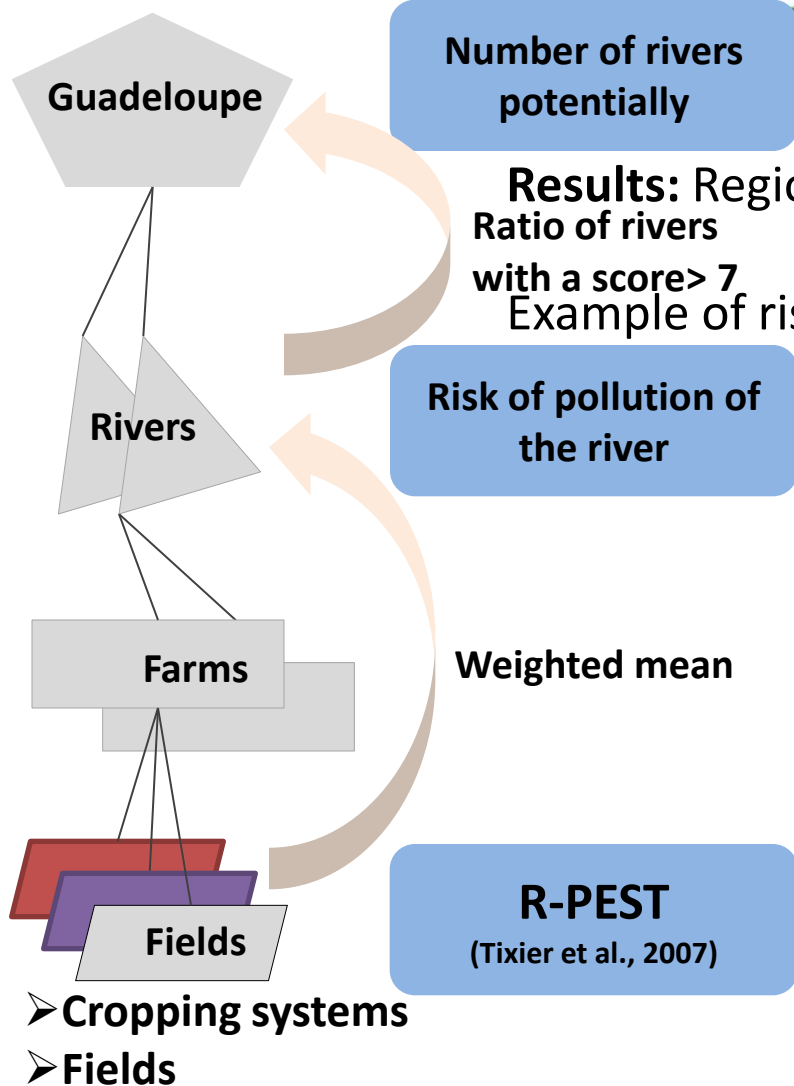 Guadeloupe
Number of rivers
potentially
Results: Regio
Ratio of rivers
with a score> 7
Example of ris
Rivers
Risk of pollution of
the river
Farms
Weighted mean
Fields
R-PEST
(Tixier et al., 2007)
➢Cropping systems
➢Fields